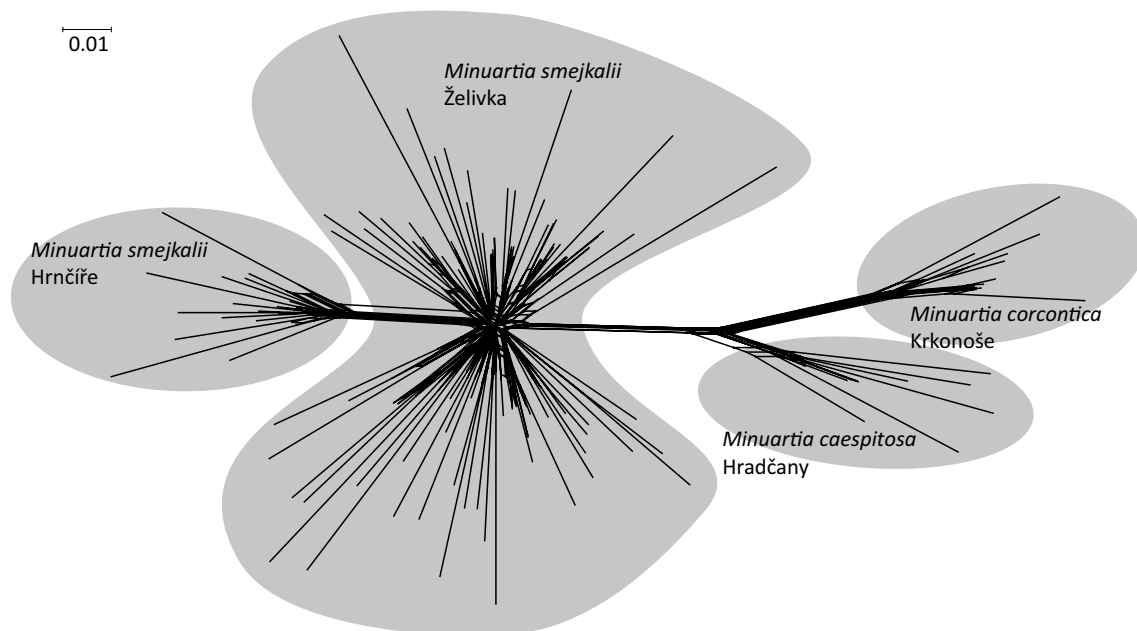 0.01
Minuartia smejkalii
Želivka
Minuartia smejkalii
Hrnčíře
Minuartia corcontica
Krkonoše
Minuartia caespitosa
Hradčany